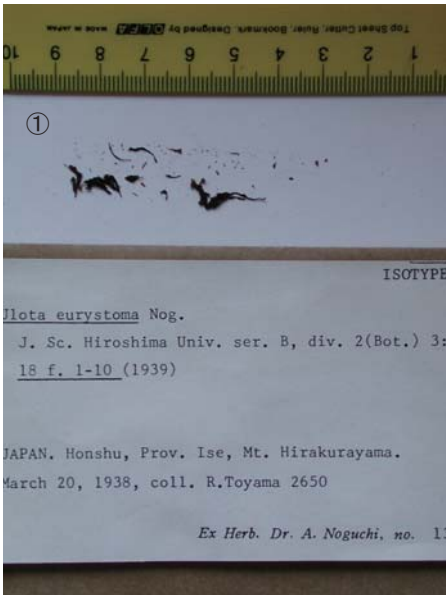 Top Sheet Cutter, Ruler, Bookmark. Designed by OLFA MADE IN JAPAN
10 9 8 7 6 5 4 3 2 1
①
ISOTYPE
Ulota eurystoma Nog.
J. Sc. Hiroshima Univ. ser. B, div. 2(Bot.) 3:
18 f. 1-10 (1939)
JAPAN. Honshu, Prov. Ise, Mt. Hirakurayama.
March 20, 1938, coll. R.Toyama 2650
Ex Herb. Dr. A. Noguchi, no.